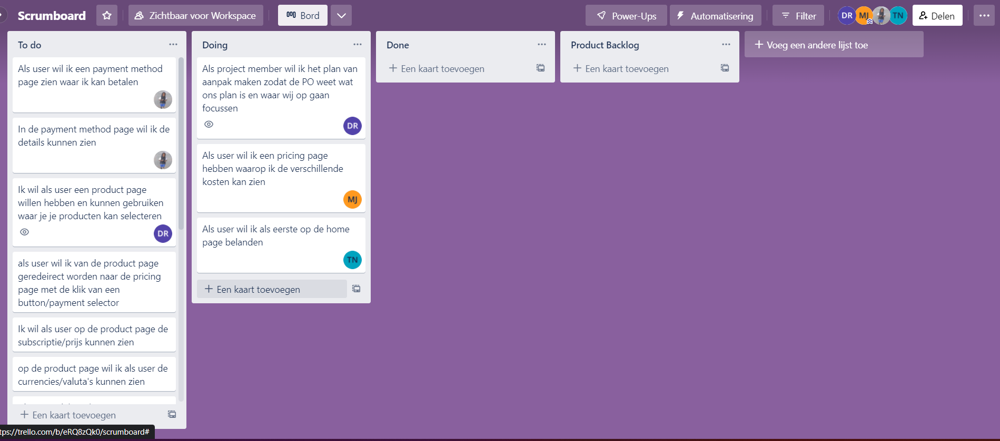 Scrumboard
Zichtbaar voor Workspace
Bord
Power-Ups
Automatisering
Filter
DR
MJ
TN
Delen
To do
Als user wil ik een payment method
page zien waar ik kan betalen
In de payment method page wil ik de
details kunnen zien
Ik wil als user een product page
willen hebben en kunnen gebruiken
waar je je producten kan selecteren
DR
als user wil ik van de product page
geredeirect worden naar de pricing
page met de klik van een
button/payment selector
Ik wil als user op de product page de
subscriptie/prijs kunnen zien
op de product page wil ik als user de
currencies/valuta's kunnen zien
+ Een kaart toevoegen
Doing
Als project member wil ik het plan van
aanpak maken zodat de PO weet wat
ons plan is en waar wij op gaan
focussen
DR
Als user wil ik een pricing page
hebben waarop ik de verschillende
kosten kan zien
MJ
Als user wil ik als eerste op de home
page belanden
TN
+ Een kaart toevoegen
Done
+ Een kaart toevoegen
Product Backlog
+ Een kaart toevoegen
+ Voeg een andere lijst toe
tps://trello.com/b/eRQ8zQk0/scrumboard#